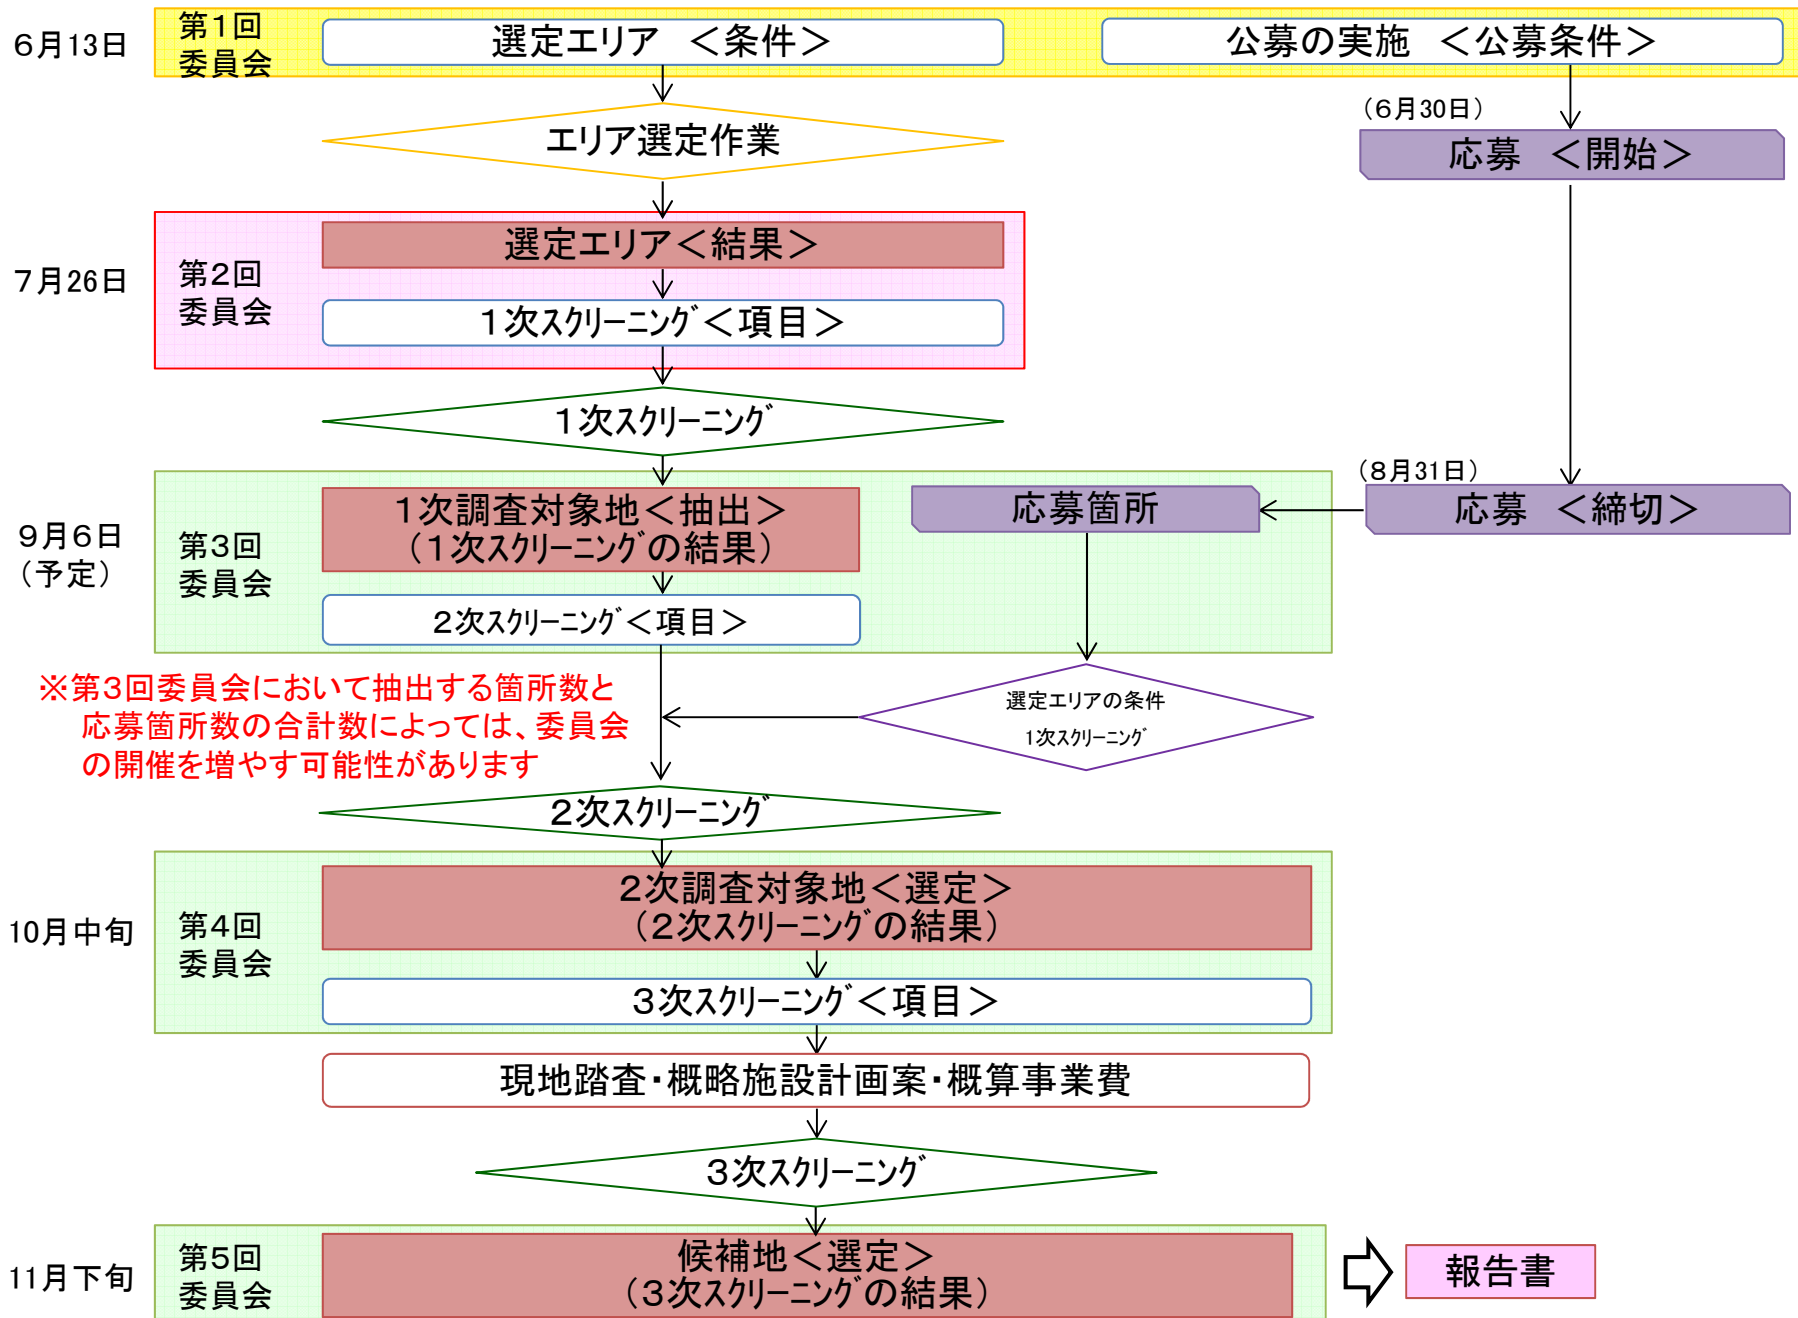 6月13日
第1回
委員会
選定エリア　＜条件＞
公募の実施　＜公募条件＞
エリア選定作業
（6月30日）
応募　＜開始＞
7月26日
第2回
委員会
選定エリア＜結果＞
1次ｽｸﾘｰﾆﾝｸﾞ＜項目＞
1次ｽｸﾘｰﾆﾝｸﾞ
（8月31日）
応募　＜締切＞
応募箇所
9月6日
（予定）
第3回
委員会
1次調査対象地＜抽出＞
（1次ｽｸﾘｰﾆﾝｸﾞの結果）
2次ｽｸﾘｰﾆﾝｸﾞ＜項目＞
※第3回委員会において抽出する箇所数と
応募箇所数の合計数によっては、委員会
の開催を増やす可能性があります
選定エリアの条件
1次ｽｸﾘｰﾆﾝｸﾞ
2次ｽｸﾘｰﾆﾝｸﾞ
10月中旬
第4回
委員会
2次調査対象地＜選定＞
（2次ｽｸﾘｰﾆﾝｸﾞの結果）
3次ｽｸﾘｰﾆﾝｸﾞ＜項目＞
現地踏査・概略施設計画案・概算事業費
3次ｽｸﾘｰﾆﾝｸﾞ
11月下旬
第5回
委員会
候補地＜選定＞
（3次ｽｸﾘｰﾆﾝｸﾞの結果）
報告書